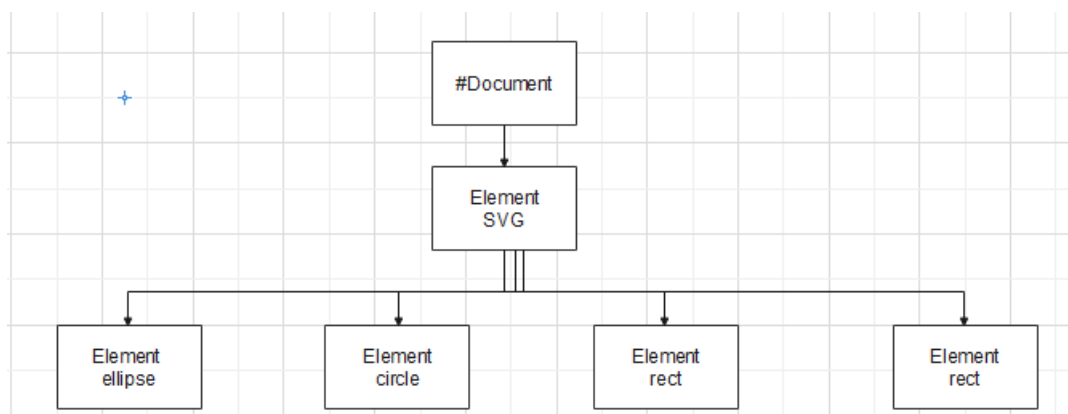 #Document
Element
SVG
Element
ellipse
Element
circle
Element
rect
Element
rect